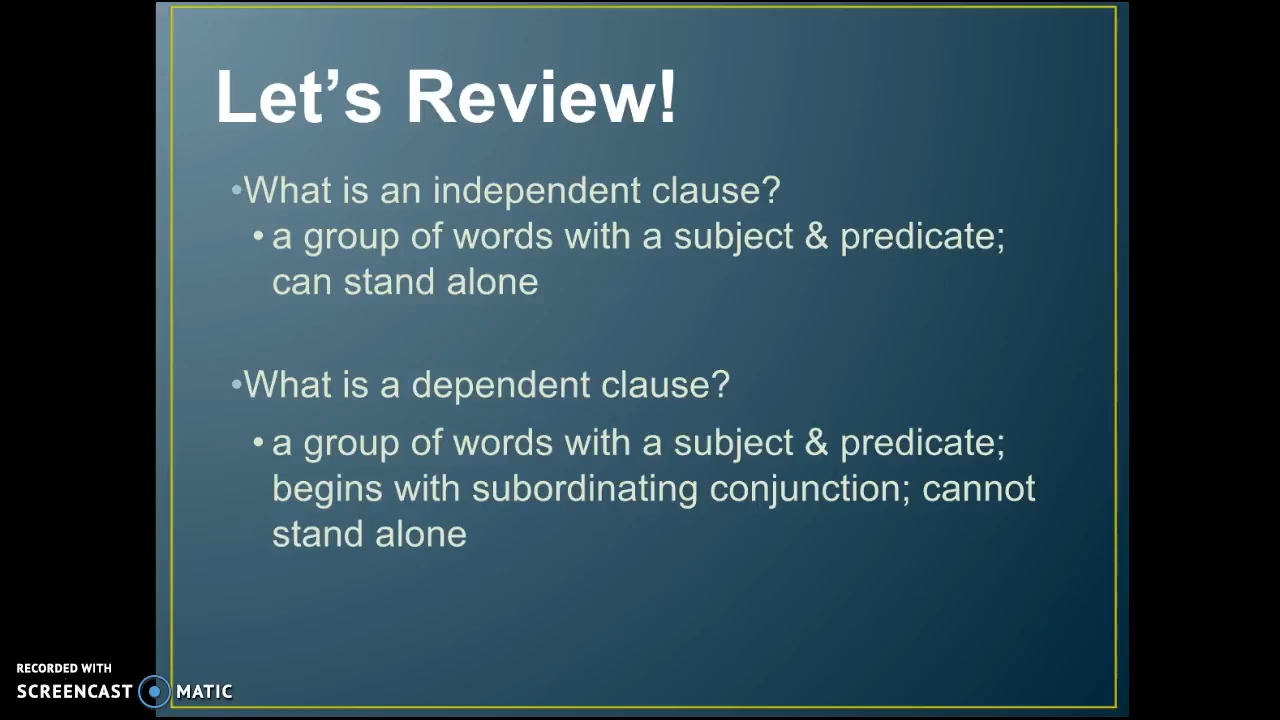 Let’s Review!
•What is an independent clause?
• a group of words with a subject & predicate;
can stand alone
•What is a dependent clause?
• a group of words with a subject & predicate;
begins with subordinating conjunction; cannot
stand alone
RECORDED WITH
SCREENCAST MATIC